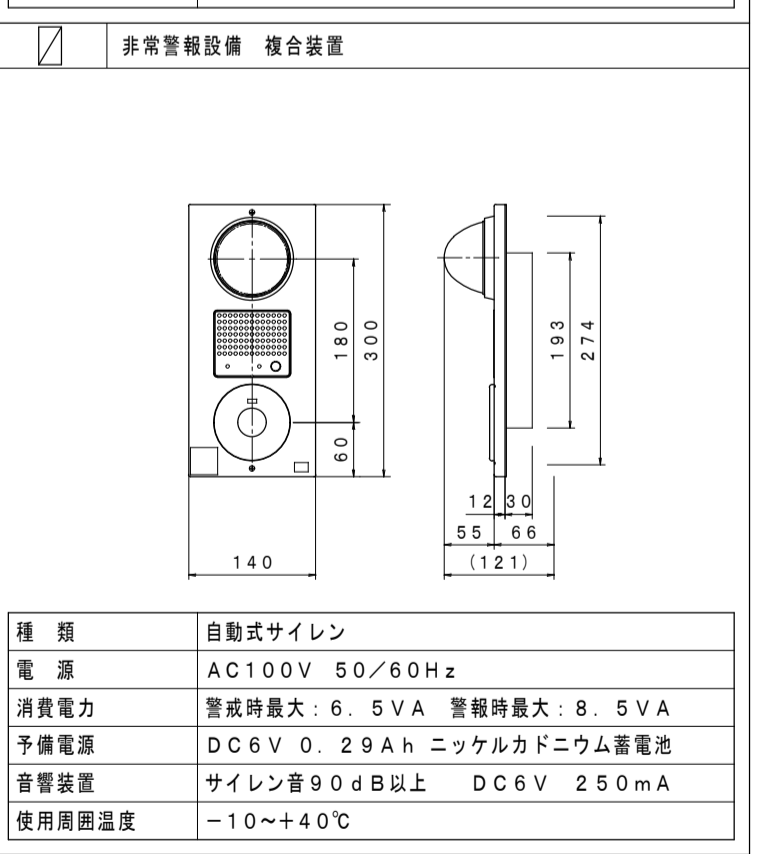 非常警報設備　複合装置
180
300
60
140
193
274
12
30
55
66
(121)
種　類　自動式サイレン
電　源　AC100V　50／60Hz
消費電力　警戒時最大：6．5VA　警報時最大：8．5VA
予備電源　DC6V　0．29Ah　ニッケルカドニウム蓄電池
音響装置　サイレン音90dB以上　DC6V　250mA
使用周囲温度　−10〜＋40℃